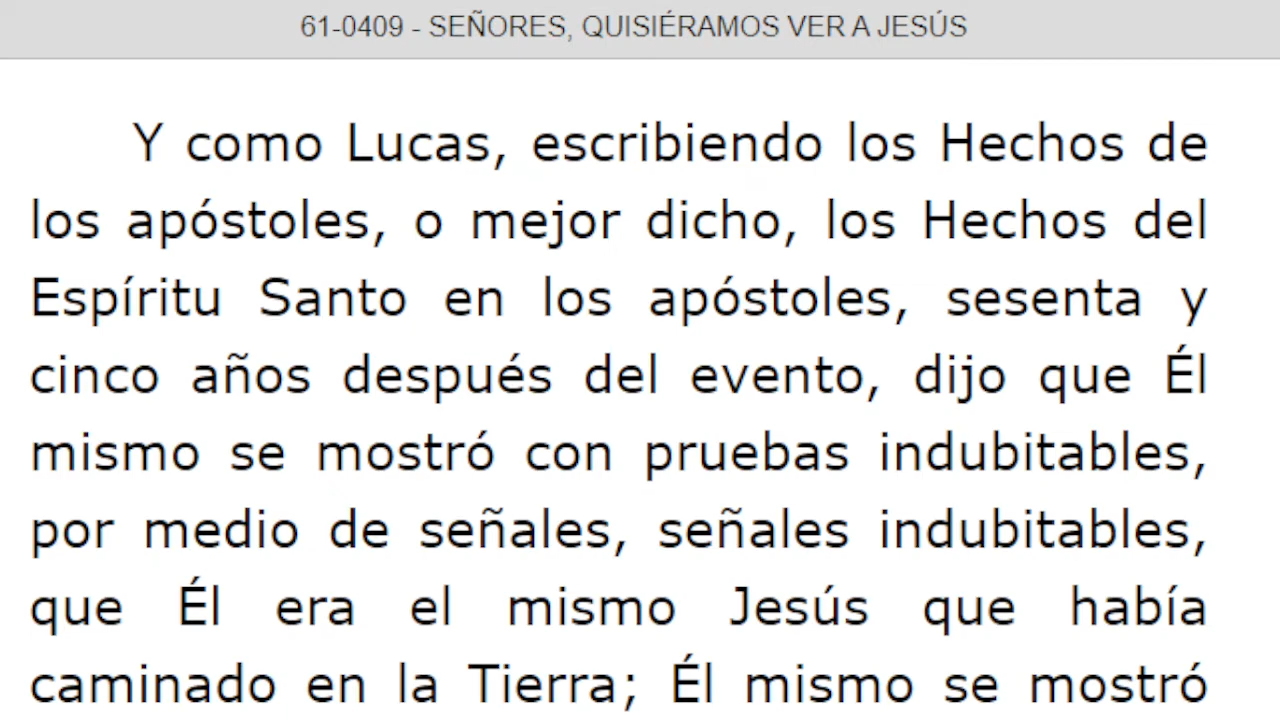 61-0409 - SEÑORES, QUISIÉRAMOS VER A JESÚS
Y como Lucas, escribiendo los Hechos de
los apóstoles, o mejor dicho, los Hechos del
Espíritu Santo en los apóstoles, sesenta y
cinco años después del evento, dijo que Él
mismo se mostró con pruebas indubitables,
por medio de señales, señales indubitables,
que Él era el mismo Jesús que había
caminado en la Tierra; Él mismo se mostró